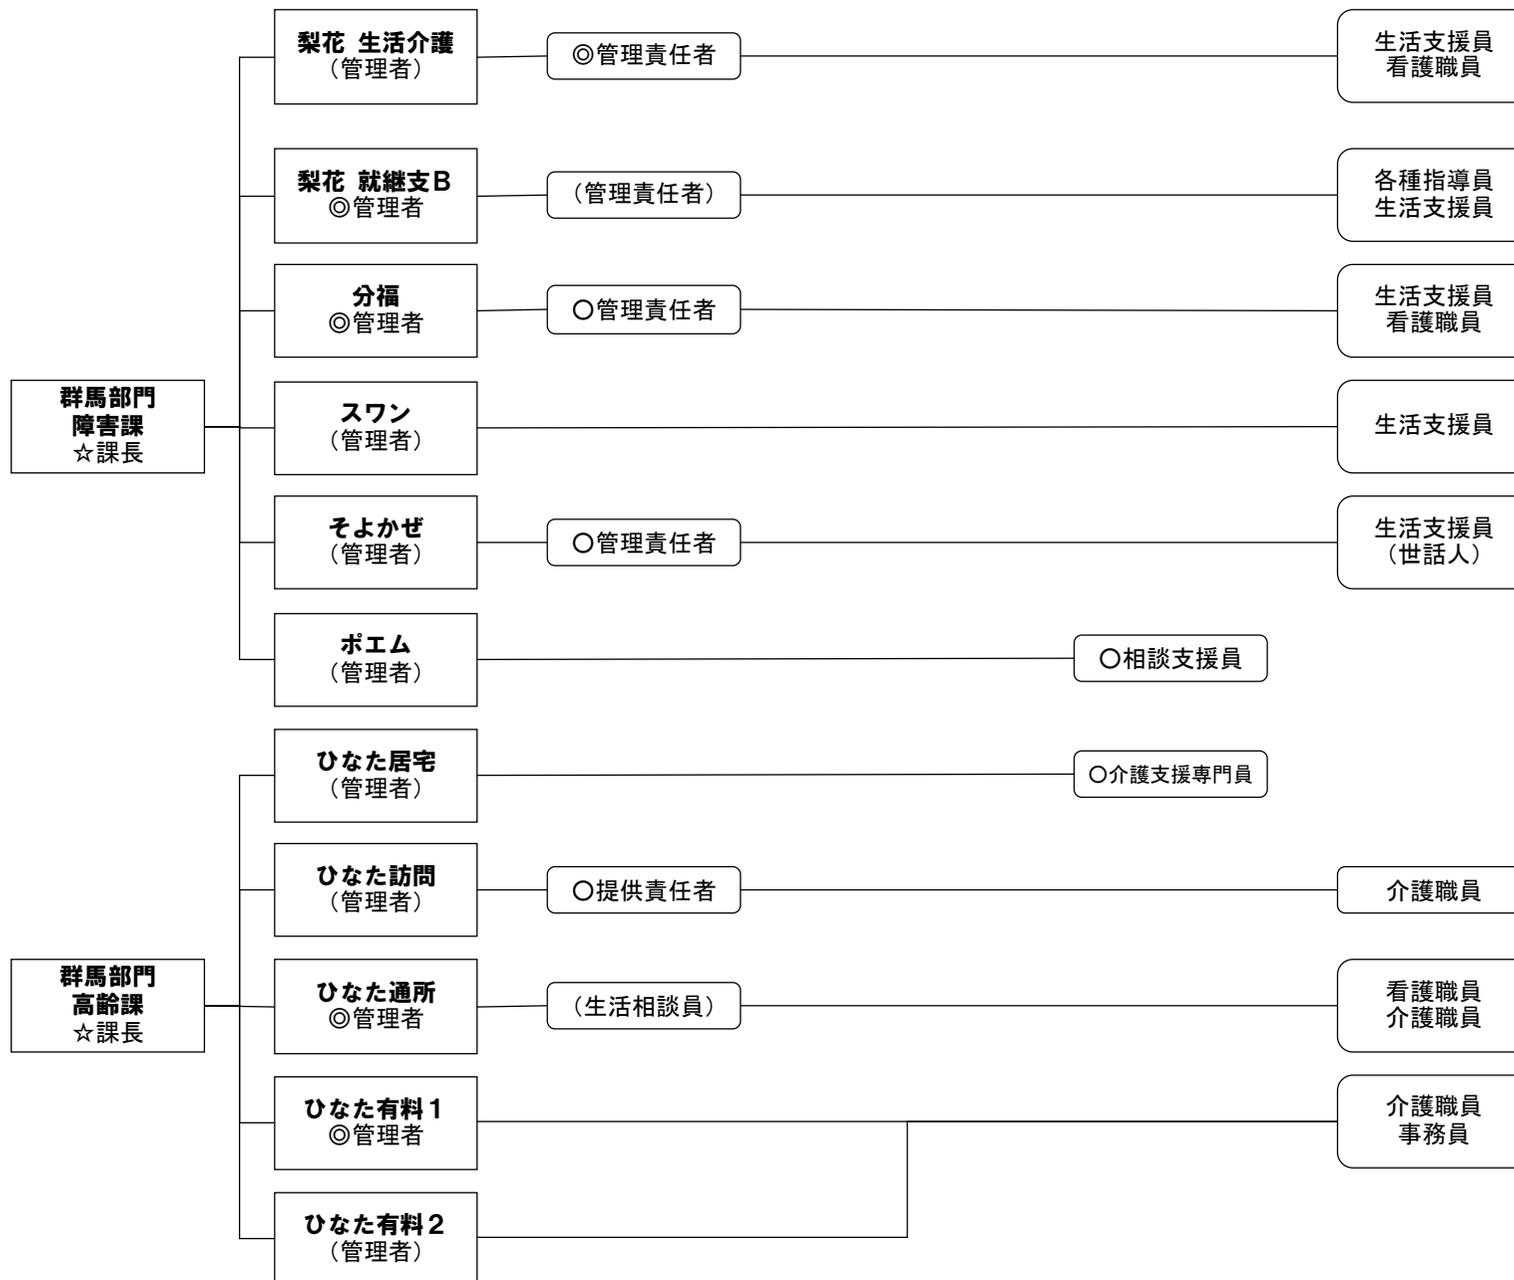 梨花 生活介護
（管理者）
◎管理責任者
生活支援員
看護職員
梨花 就継支Ｂ
◎管理者
（管理責任者）
各種指導員
生活支援員
分福
◎管理者
〇管理責任者
生活支援員
看護職員
群馬部門
障害課
☆課長
スワン
（管理者）
生活支援員
そよかぜ
（管理者）
〇管理責任者
生活支援員
（世話人）
ポエム
（管理者）
〇相談支援員
ひなた居宅
（管理者）
〇介護支援専門員
ひなた訪問
（管理者）
〇提供責任者
介護職員
群馬部門
高齢課
☆課長
ひなた通所
◎管理者
（生活相談員）
看護職員
介護職員
ひなた有料１
◎管理者
介護職員
事務員
ひなた有料２
（管理者）